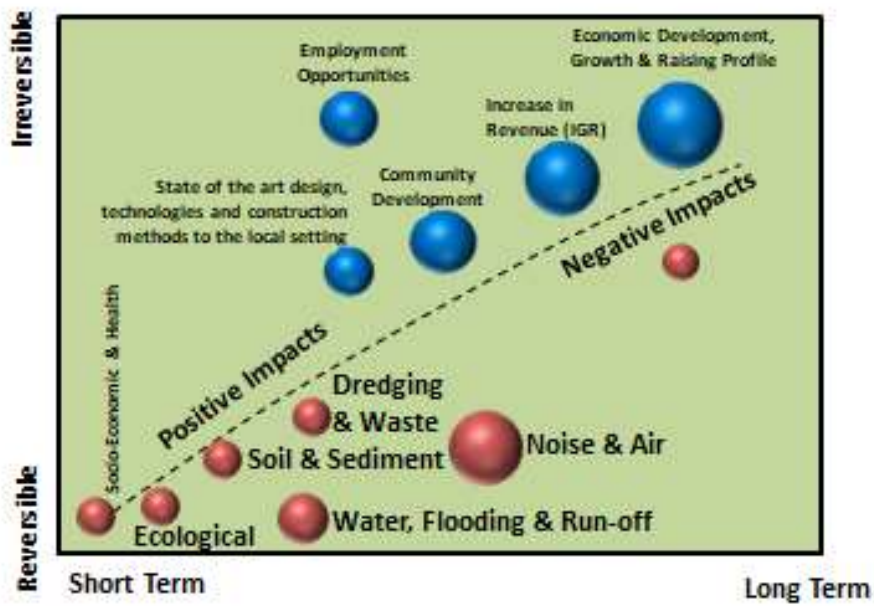 Irreversible
Reversible
Employment
Opportunities
Economic Development,
Growth & Raising Profile
Increase in
Revenue (IGR)
State of the art design,
technologies and construction
methods to the local setting
Community
Development
Negative Impacts
Positive Impacts
Socio-Economic & Health
Dredging
& Waste
Soil & Sediment
Noise & Air
Ecological
Water, Flooding & Run-off
Short Term
Long Term